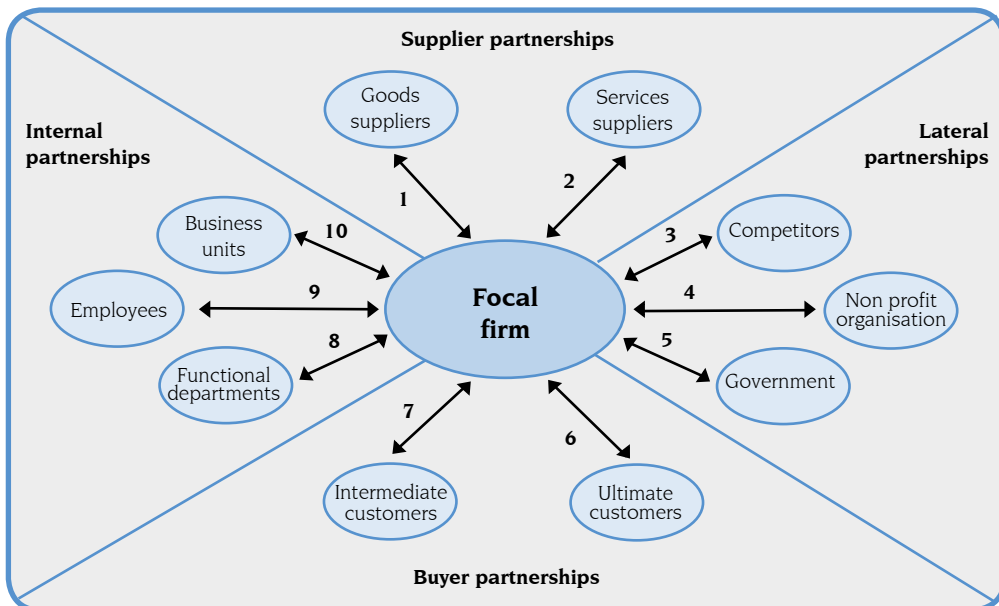 Supplier partnerships
Goods
suppliers
Services
suppliers
Internal
partnerships
Lateral
partnerships
1
2
Business
units
10
3
Competitors
Employees
9
Focal
firm
4
Non profit
organisation
8
5
Functional
departments
Government
7
6
Intermediate
customers
Ultimate
customers
Buyer partnerships